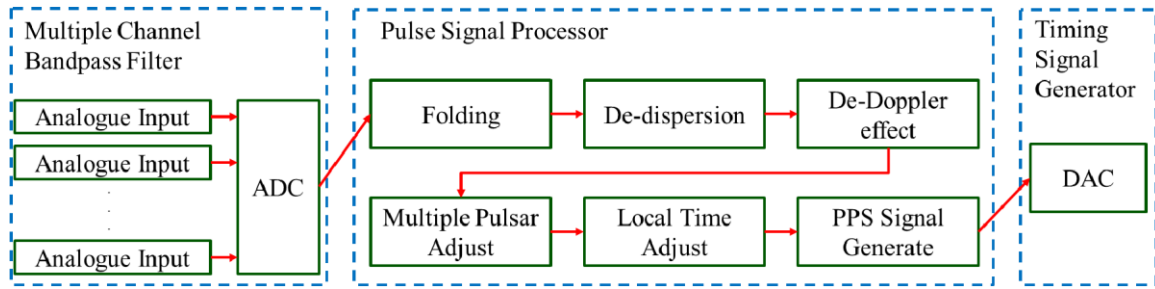 Multiple Channel
Bandpass Filter
Analogue Input
Analogue Input
Analogue Input
ADC
Pulse Signal Processor
Folding
De-dispersion
De-Doppler
effect
Multiple Pulsar
Adjust
Local Time
Adjust
PPS Signal
Generate
Timing
Signal
Generator
DAC